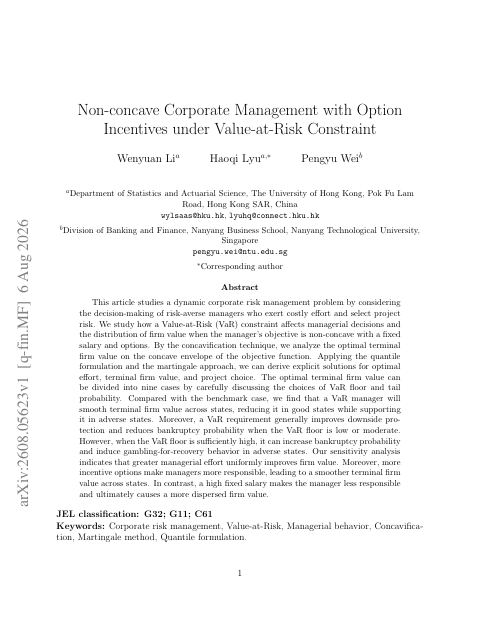 Non-concave Corporate Management with Option
Incentives under Value-at-Risk Constraint
Wenyuan Liᵃ Haoqi Lyuᵃ,* Pengyu Weiᵇ
ᵃDepartment of Statistics and Actuarial Science, The University of Hong Kong, Pok Fu Lam
Road, Hong Kong SAR, China
wylsaas@hku.hk, lyuhq@connect.hku.hk
ᵇDivision of Banking and Finance, Nanyang Business School, Nanyang Technological University,
Singapore
pengyu.wei@ntu.edu.sg
*Corresponding author
Abstract
This article studies a dynamic corporate risk management problem by considering
the decision-making of risk-averse managers who exert costly effort and select project
risk. We study how a Value-at-Risk (VaR) constraint affects managerial decisions and
the distribution of firm value when the manager's objective is non-concave with a fixed
salary and options. By the concavification technique, we analyze the optimal terminal
firm value on the concave envelope of the objective function. Applying the quantile
formulation and the martingale approach, we can derive explicit solutions for optimal
effort, terminal firm value, and project choice. The optimal terminal firm value can
be divided into nine cases by carefully discussing the choices of VaR floor and tail
probability. Compared with the benchmark case, we find that a VaR manager will
smooth terminal firm value across states, reducing it in good states while supporting
it in adverse states. Moreover, a VaR requirement generally improves downside pro-
tection and reduces bankruptcy probability when the VaR floor is low or moderate.
However, when the VaR floor is sufficiently high, it can increase bankruptcy probability
and induce gambling-for-recovery behavior in adverse states. Our sensitivity analysis
indicates that greater managerial effort uniformly improves firm value. Moreover, more
incentive options make managers more responsible, leading to a smoother terminal firm
value across states. In contrast, a high fixed salary makes the manager less responsible
and ultimately causes a more dispersed firm value.
JEL classification: G32; G11; C61
Keywords: Corporate risk management, Value-at-Risk, Managerial behavior, Concavifica-
tion, Martingale method, Quantile formulation.
1
arXiv:2608.05623v1 [q-fin.MF] 6 Aug 2026